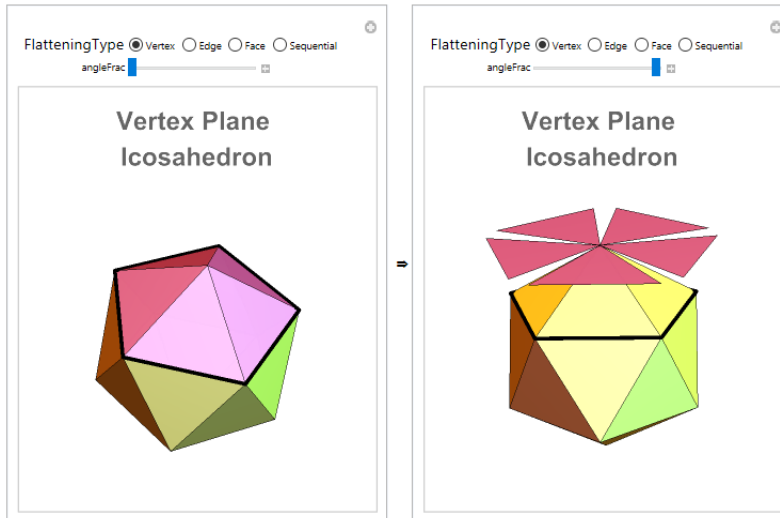 FlatteningType Vertex Edge Face Sequential
angleFrac
Vertex Plane
Icosahedron
⇒
FlatteningType Vertex Edge Face Sequential
angleFrac
Vertex Plane
Icosahedron